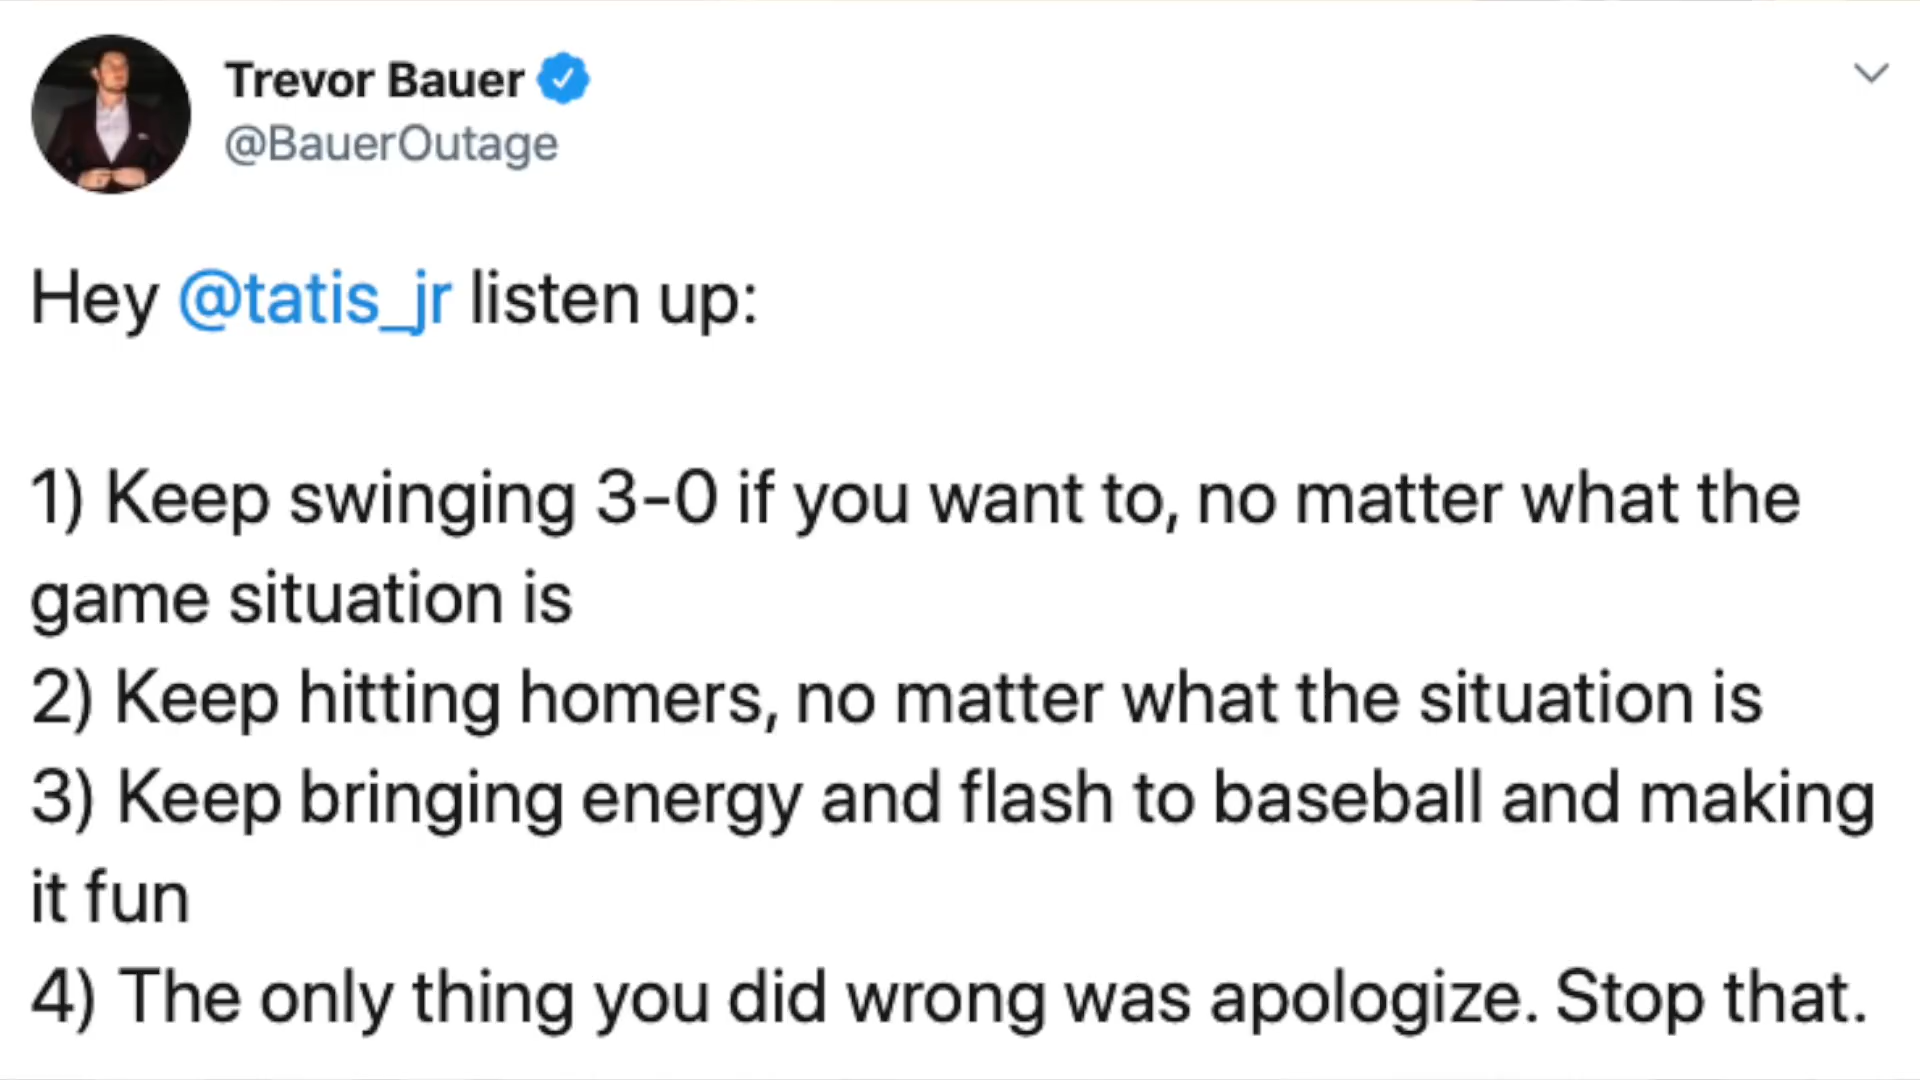 Trevor Bauer
@BauerOutage
Hey @tatis_jr listen up:
1) Keep swinging 3-0 if you want to, no matter what the
game situation is
2) Keep hitting homers, no matter what the situation is
3) Keep bringing energy and flash to baseball and making
it fun
4) The only thing you did wrong was apologize. Stop that.